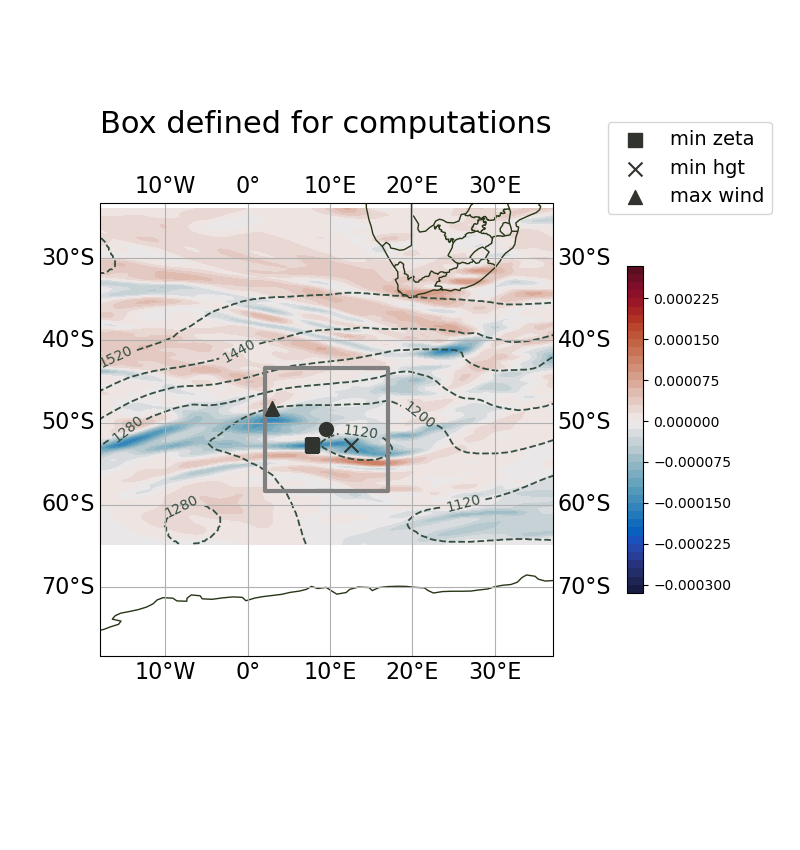 Box defined for computations
min zeta
min hgt
max wind
10°W 0° 10°E 20°E 30°E
30°S 30°S
40°S 40°S
50°S 50°S
60°S 60°S
70°S 70°S
10°W 0° 10°E 20°E 30°E
1520
1440
1280
1200
1120
1280
1120
0.000225
0.000150
0.000075
0.000000
−0.000075
−0.000150
−0.000225
−0.000300